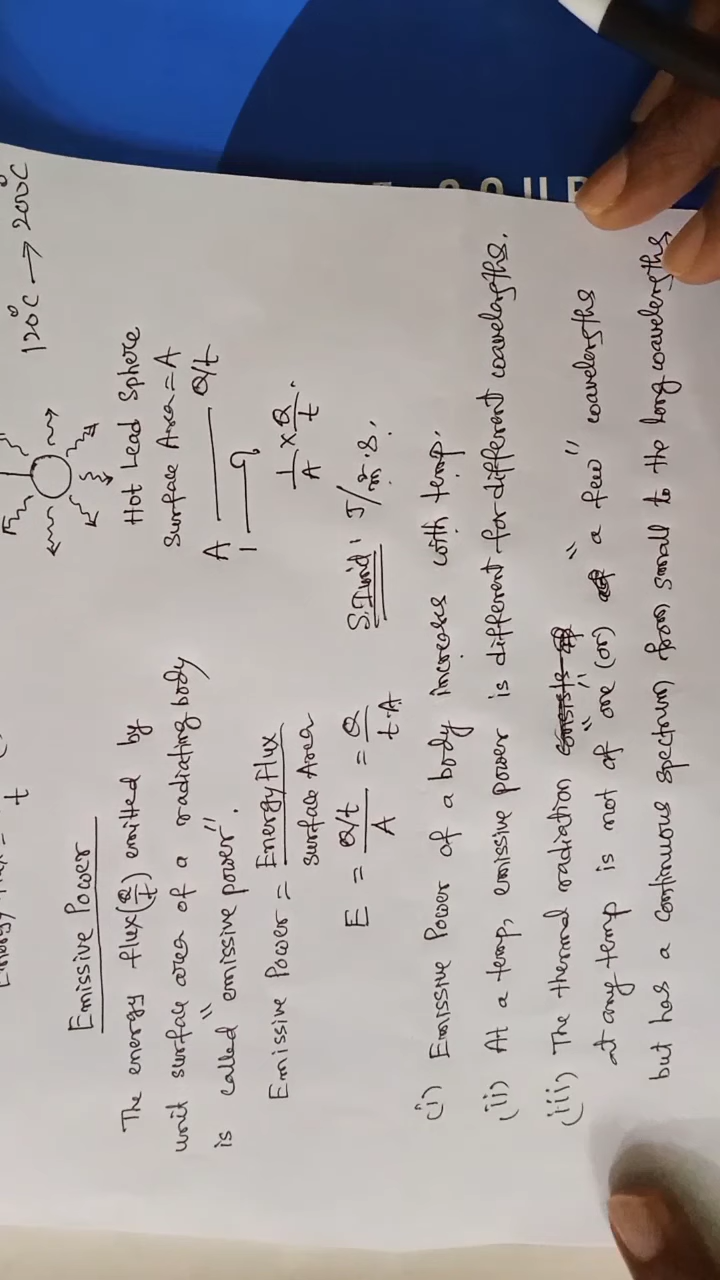 120°C → 200°C
Emissive Power
The energy flux(Q/t) emitted by
unit surface area of a radiating body
is called "emissive power".
Hot Lead Sphere
Surface Area = A
A ——— Q/t
1 ——— ?
1/A × Q/t.
Emissive Power = Energy flux / Surface Area
E = Q/t / A = Q / t·A
S.I unit: J/m².S.
(i) Emissive Power of a body increases with temp.
(ii) At a temp, emissive power is different for different wavelengths.
(iii) The thermal radiation
at any temp is not of "one" (or) "a few" wavelengths
but has a continuous spectrum from small to the long wavelengths